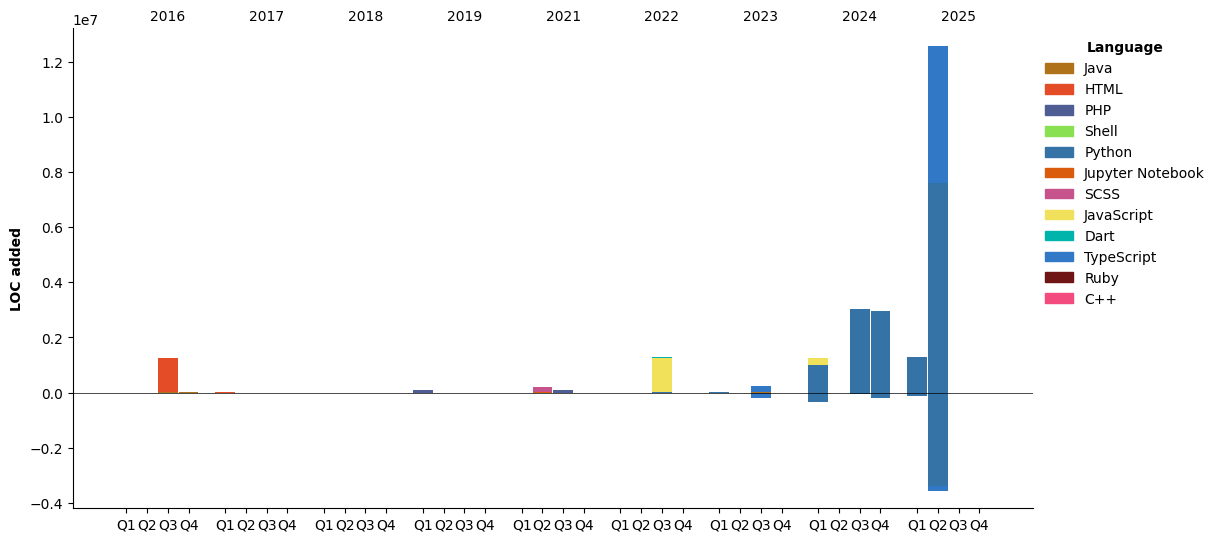 2016 2017 2018 2019 2021 2022 2023 2024 2025
1e7
1.2
1.0
0.8
0.6
0.4
0.2
0.0
−0.2
−0.4
LOC added
Q1 Q2 Q3 Q4 Q1 Q2 Q3 Q4 Q1 Q2 Q3 Q4 Q1 Q2 Q3 Q4 Q1 Q2 Q3 Q4 Q1 Q2 Q3 Q4 Q1 Q2 Q3 Q4 Q1 Q2 Q3 Q4 Q1 Q2 Q3 Q4
Language
Java
HTML
PHP
Shell
Python
Jupyter Notebook
SCSS
JavaScript
Dart
TypeScript
Ruby
C++